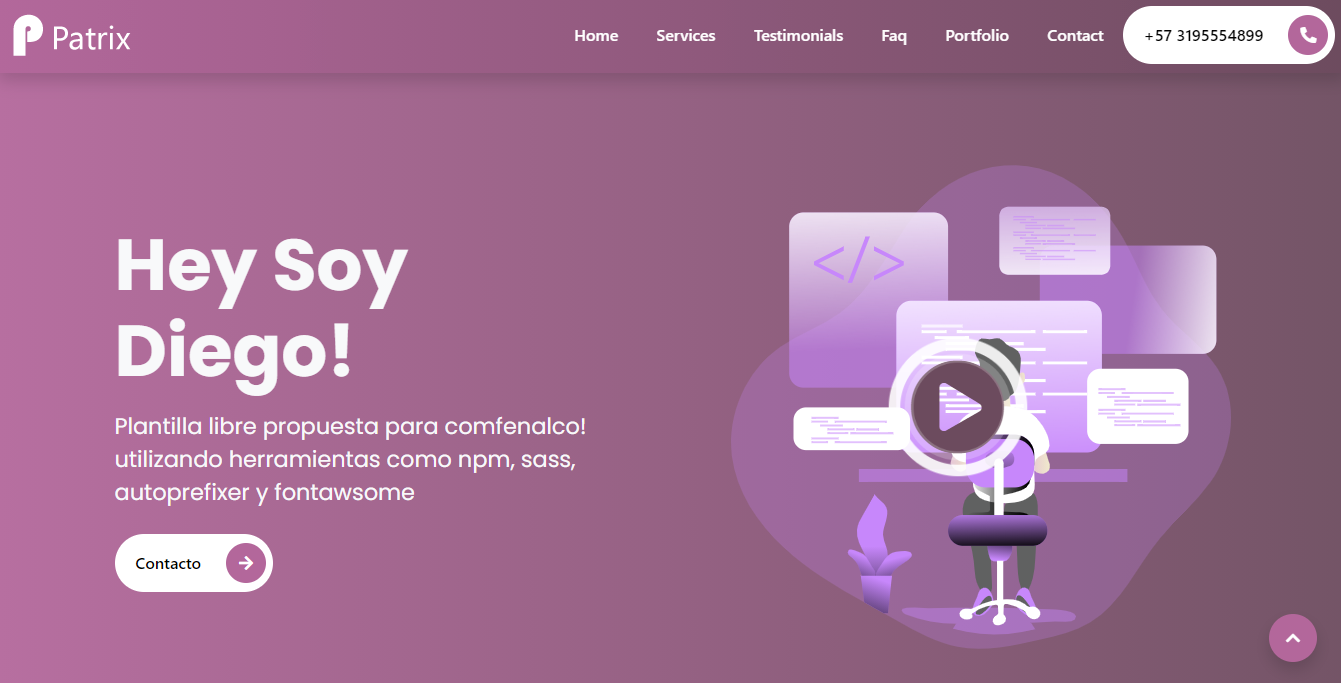 Patrix
Home Services Testimonials Faq Portfolio Contact +57 3195554899
Hey Soy
Diego!
Plantilla libre propuesta para comfenalco!
utilizando herramientas como npm, sass,
autoprefixer y fontawsome
Contacto
</>